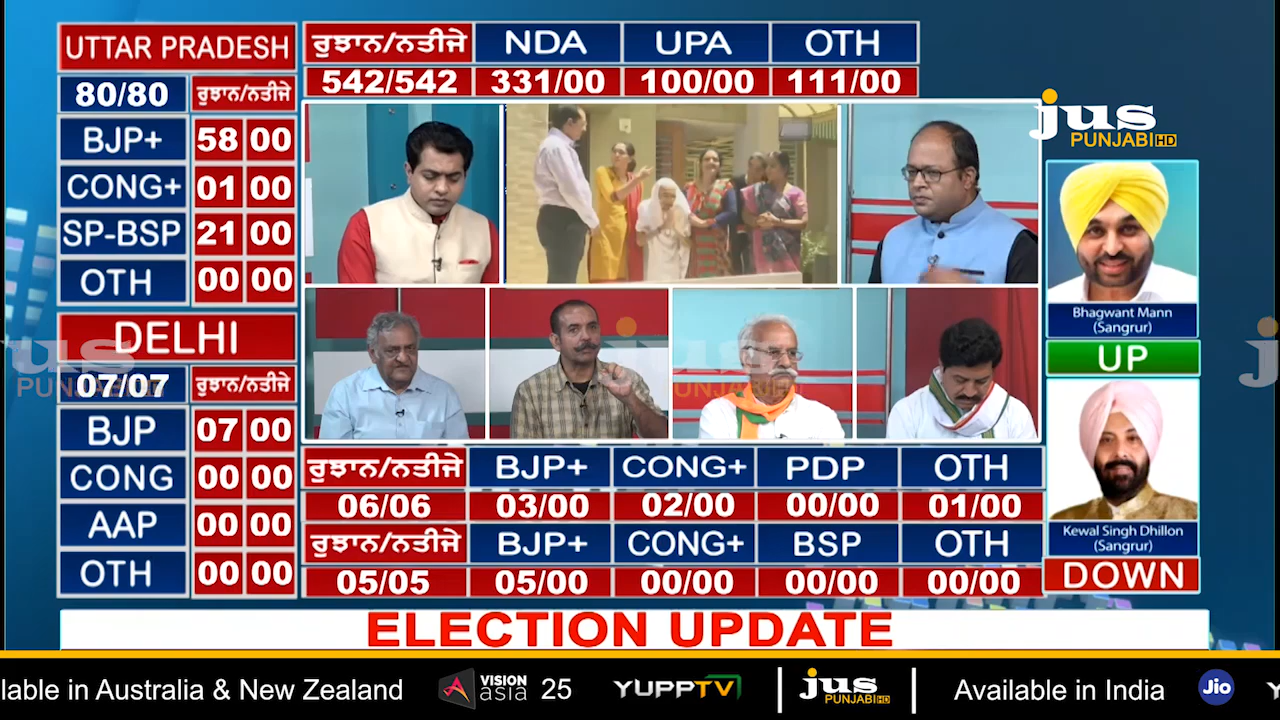 UTTAR PRADESH
80/80 ਰੁਝਾਨ/ਨਤੀਜੇ
BJP+ 58 00
CONG+ 01 00
SP-BSP 21 00
OTH 00 00
DELHI
07/07 ਰੁਝਾਨ/ਨਤੀਜੇ
BJP 07 00
CONG 00 00
AAP 00 00
OTH 00 00
ਰੁਝਾਨ/ਨਤੀਜੇ NDA UPA OTH
542/542 331/00 100/00 111/00
jus
PUNJABI HD
Bhagwant Mann
(Sangrur)
UP
Kewal Singh Dhillon
(Sangrur)
DOWN
jus
PUNJABI
jus
PUNJABI HD
ਰੁਝਾਨ/ਨਤੀਜੇ BJP+ CONG+ PDP OTH
06/06 03/00 02/00 00/00 01/00
ਰੁਝਾਨ/ਨਤੀਜੇ BJP+ CONG+ BSP OTH
05/05 05/00 00/00 00/00 00/00
ELECTION UPDATE
lable in Australia & New Zealand VISION asia 25 YUPPTV jus PUNJABI HD Available in India Jio Y